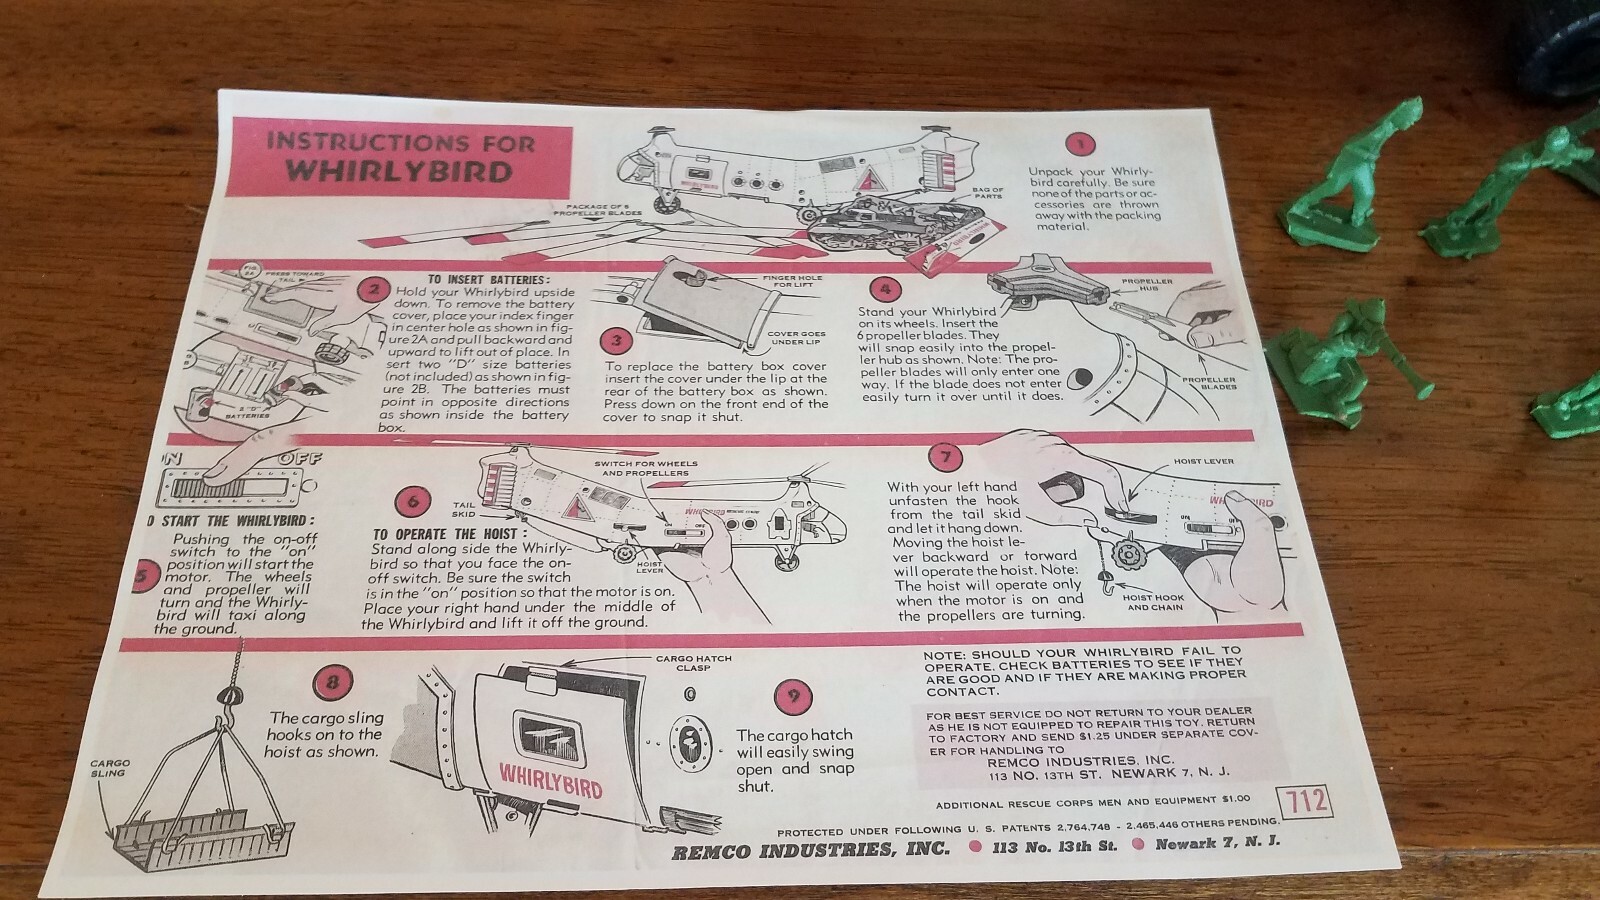 INSTRUCTIONS FOR
WHIRLYBIRD
PACKAGE OF 6
PROPELLER BLADES
WHIRLYBIRD
BAG OF
PARTS
WHIRLYBIRD
1
Unpack your Whirly-
bird carefully. Be sure
none of the parts or ac-
cessories are thrown
away with the packing
material.
FIG
2A
PRESS TOWARD
TAIL
2 "D"
BATTERIES
2
TO INSERT BATTERIES:
Hold your Whirlybird upside
down. To remove the battery
cover, place your index finger
in center hole as shown in fig-
ure 2A and pull backward and
upward to lift out of place. In
sert two "D" size batteries
(not included) as shown in fig-
ure 2B. The batteries must
point in opposite directions
as shown inside the battery
box.
FINGER HOLE
FOR LIFT
COVER GOES
UNDER LIP
3
To replace the battery box cover
insert the cover under the lip at the
rear of the battery box as shown.
Press down on the front end of the
cover to snap it shut.
4
Stand your Whirlybird
on its wheels. Insert the
6 propeller blades. They
will snap easily into the propel-
ler hub as shown. Note: The pro-
peller blades will only enter one
way. If the blade does not enter
easily turn it over until it does.
PROPELLER
HUB
PROPELLER
BLADES
N OFF
O START THE WHIRLYBIRD:
5
Pushing the on-off
switch to the "on"
position will start the
motor. The wheels
and propeller will
turn and the Whirly-
bird will taxi along
the ground.
6
TAIL
SKID
SWITCH FOR WHEELS
AND PROPELLERS
ON OFF
HOIST
LEVER
TO OPERATE THE HOIST:
Stand along side the Whirly-
bird so that you face the on-
off switch. Be sure the switch
is in the "on" position so that the motor is on.
Place your right hand under the middle of
the Whirlybird and lift it off the ground.
7
With your left hand
unfasten the hook
from the tail skid
and let it hang down.
Moving the hoist le-
ver backward or forward
will operate the hoist. Note:
The hoist will operate only
when the motor is on and
the propellers are turning.
HOIST LEVER
WH BIRD
HOIST HOOK
AND CHAIN
8
The cargo sling
hooks on to the
hoist as shown.
CARGO
SLING
CARGO HATCH
CLASP
WHIRLYBIRD
9
The cargo hatch
will easily swing
open and snap
shut.
NOTE: SHOULD YOUR WHIRLYBIRD FAIL TO
OPERATE. CHECK BATTERIES TO SEE IF THEY
ARE GOOD AND IF THEY ARE MAKING PROPER
CONTACT.
FOR BEST SERVICE DO NOT RETURN TO YOUR DEALER
AS HE IS NOT EQUIPPED TO REPAIR THIS TOY. RETURN
TO FACTORY AND SEND $1.25 UNDER SEPARATE COV-
ER FOR HANDLING TO
REMCO INDUSTRIES, INC.
113 NO. 13TH ST. NEWARK 7, N. J.
ADDITIONAL RESCUE CORPS MEN AND EQUIPMENT $1.00
712
PROTECTED UNDER FOLLOWING U. S. PATENTS 2,764,748 - 2,465,446 OTHERS PENDING.
REMCO INDUSTRIES, INC. ● 113 No. 13th St. ● Newark 7, N. J.